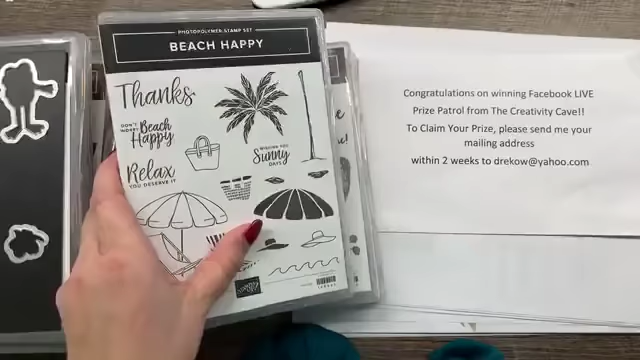 PHOTOPOLYMER STAMP SET
BEACH HAPPY
Thanks
DON'T
WORRY Beach
Happy
WISHING YOU
Sunny
DAYS
Relax
YOU DESERVE IT
Congratulations on winning Facebook LIVE
Prize Patrol from The Creativity Cave!!
To Claim Your Prize, please send me your
mailing address
within 2 weeks to drekow@yahoo.com